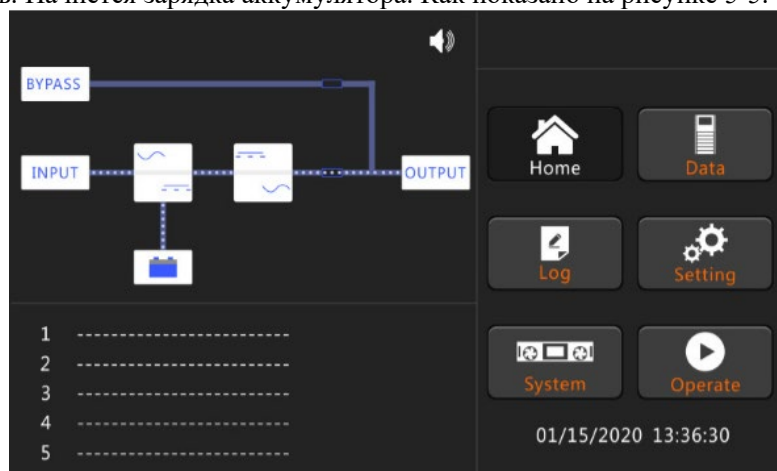 Начнется зарядка аккумулятора. Как показано на рисунке 5-5.
BYPASS
INPUT
OUTPUT
1 -------------------------
2 -------------------------
3 -------------------------
4 -------------------------
5 -------------------------
Home
Data
Log
Setting
System
Operate
01/15/2020 13:36:30